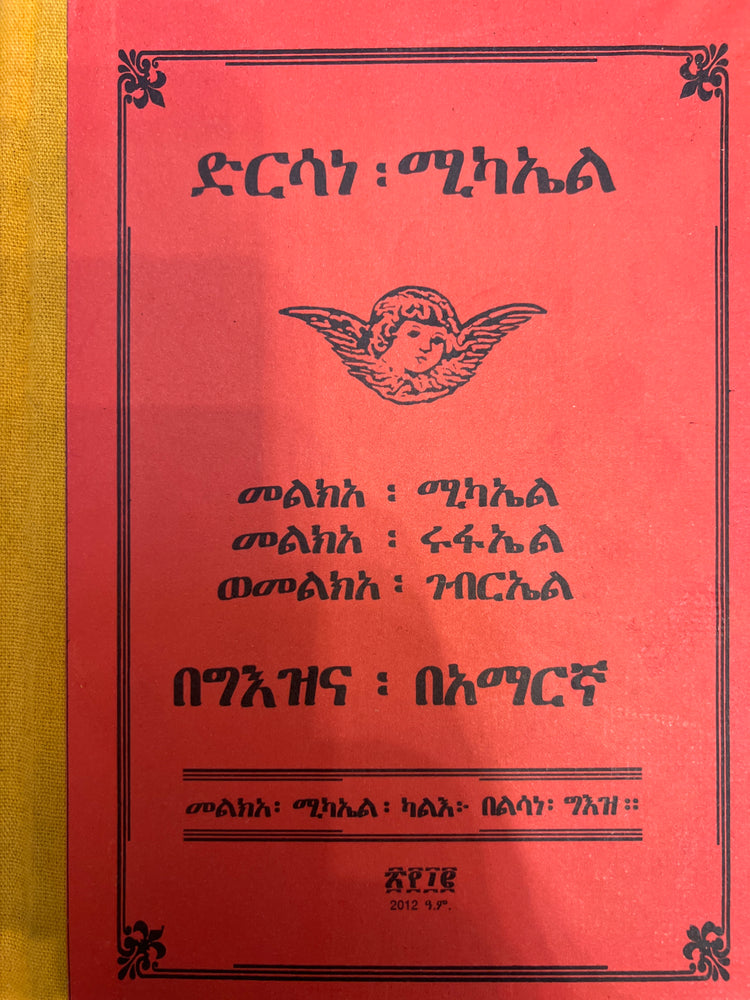 ድርሳነ ፡ ሚካኤል
መልክአ ፡ ሚካኤል
መልክአ ፡ ሩፋኤል
ወመልክአ ፡ ገብርኤል
በግእዝና ፡ በአማርኛ
መልክአ፡ ሚካኤል ፡ ካልእ፦ በልሳነ፡ ግእዝ ።
፳፻፲፪
2012 ዓ.ም.